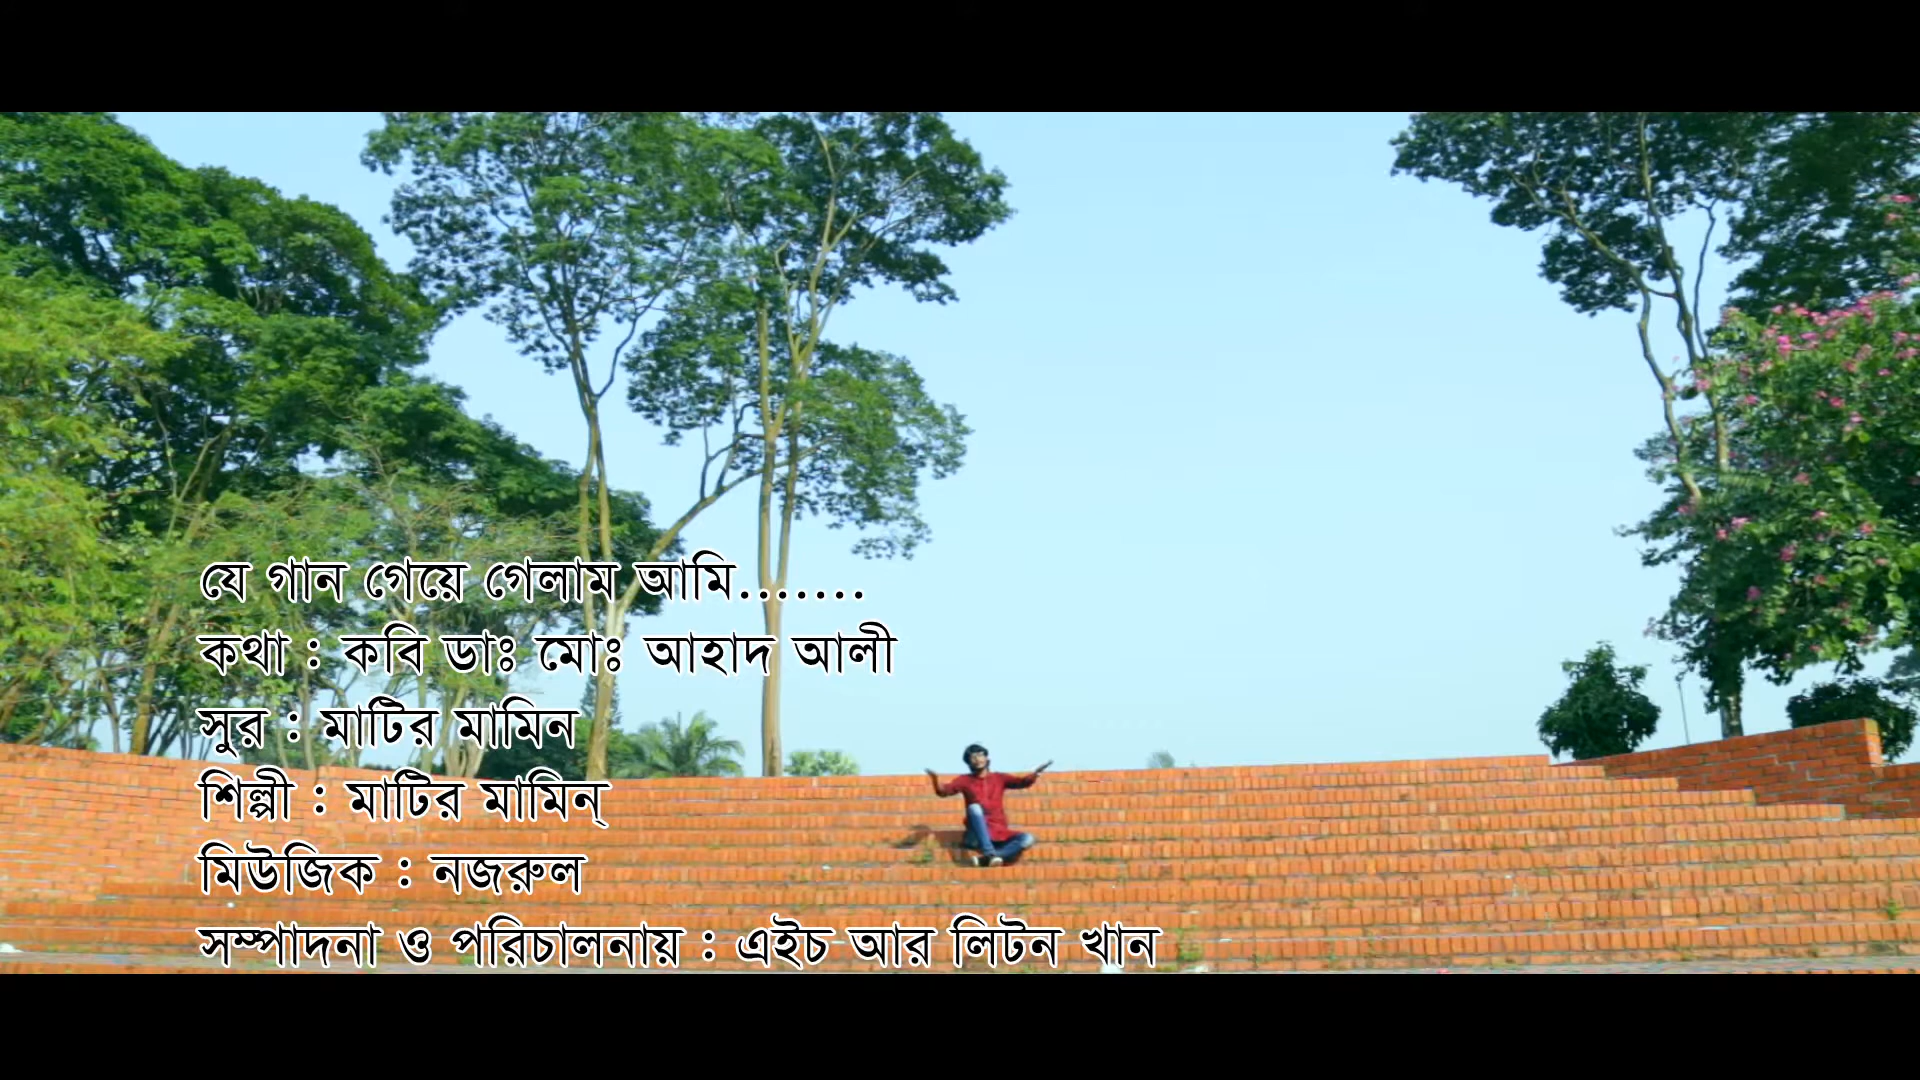 যে গান গেয়ে গেলাম আমি.......
কথা : কবি ডাঃ মোঃ আহাদ আলী
সুর : মাটির মামিন
শিল্পী : মাটির মামিন্
মিউজিক : নজরুল
সম্পাদনা ও পরিচালনায় : এইচ আর লিটন খান